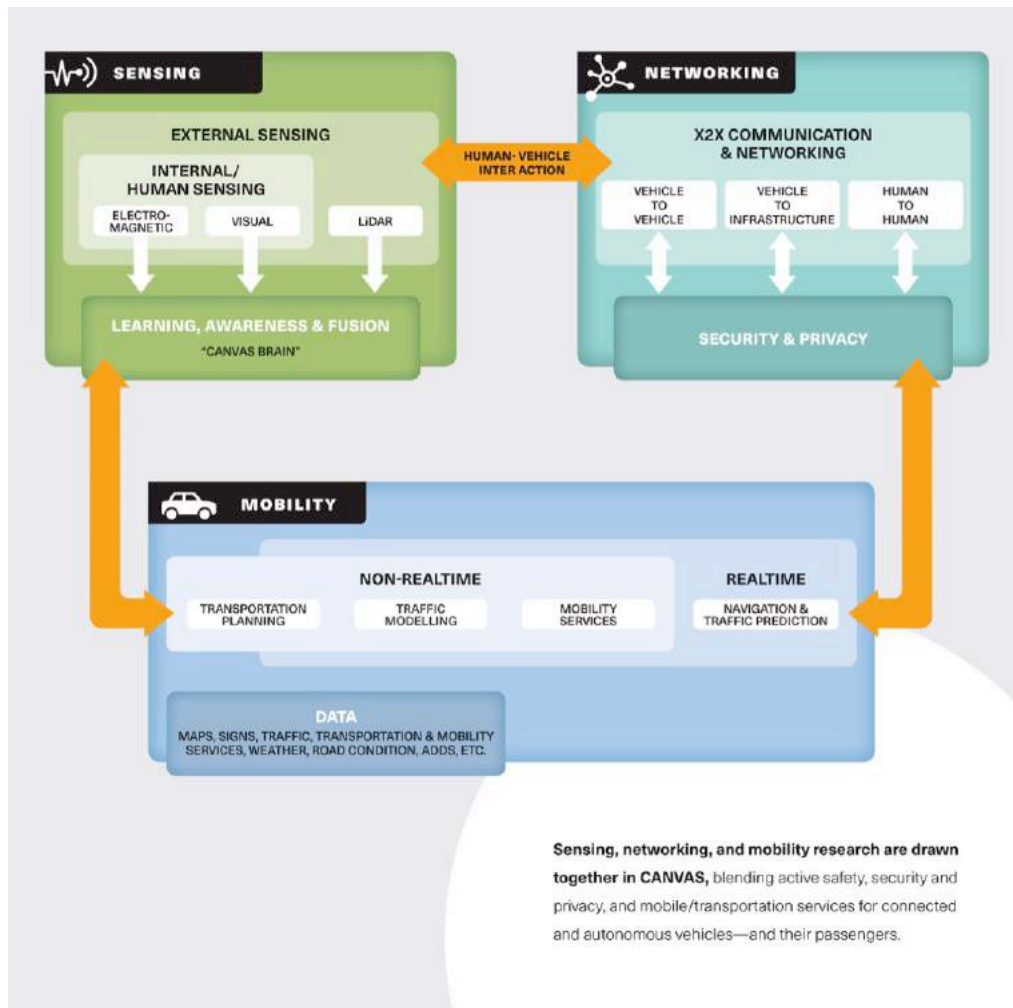 SENSING
EXTERNAL SENSING
INTERNAL/
HUMAN SENSING
ELECTRO-
MAGNETIC
VISUAL
LiDAR
LEARNING, AWARENESS & FUSION
"CANVAS BRAIN"
HUMAN- VEHICLE
INTER ACTION
NETWORKING
X2X COMMUNICATION
& NETWORKING
VEHICLE
TO
VEHICLE
VEHICLE
TO
INFRASTRUCTURE
HUMAN
TO
HUMAN
SECURITY & PRIVACY
MOBILITY
NON-REALTIME
TRANSPORTATION
PLANNING
TRAFFIC
MODELLING
MOBILITY
SERVICES
REALTIME
NAVIGATION &
TRAFFIC PREDICTION
DATA
MAPS, SIGNS, TRAFFIC, TRANSPORTATION & MOBILITY
SERVICES, WEATHER, ROAD CONDITION, ADDS, ETC.
Sensing, networking, and mobility research are drawn
together in CANVAS, blending active safety, security and
privacy, and mobile/transportation services for connected
and autonomous vehicles—and their passengers.